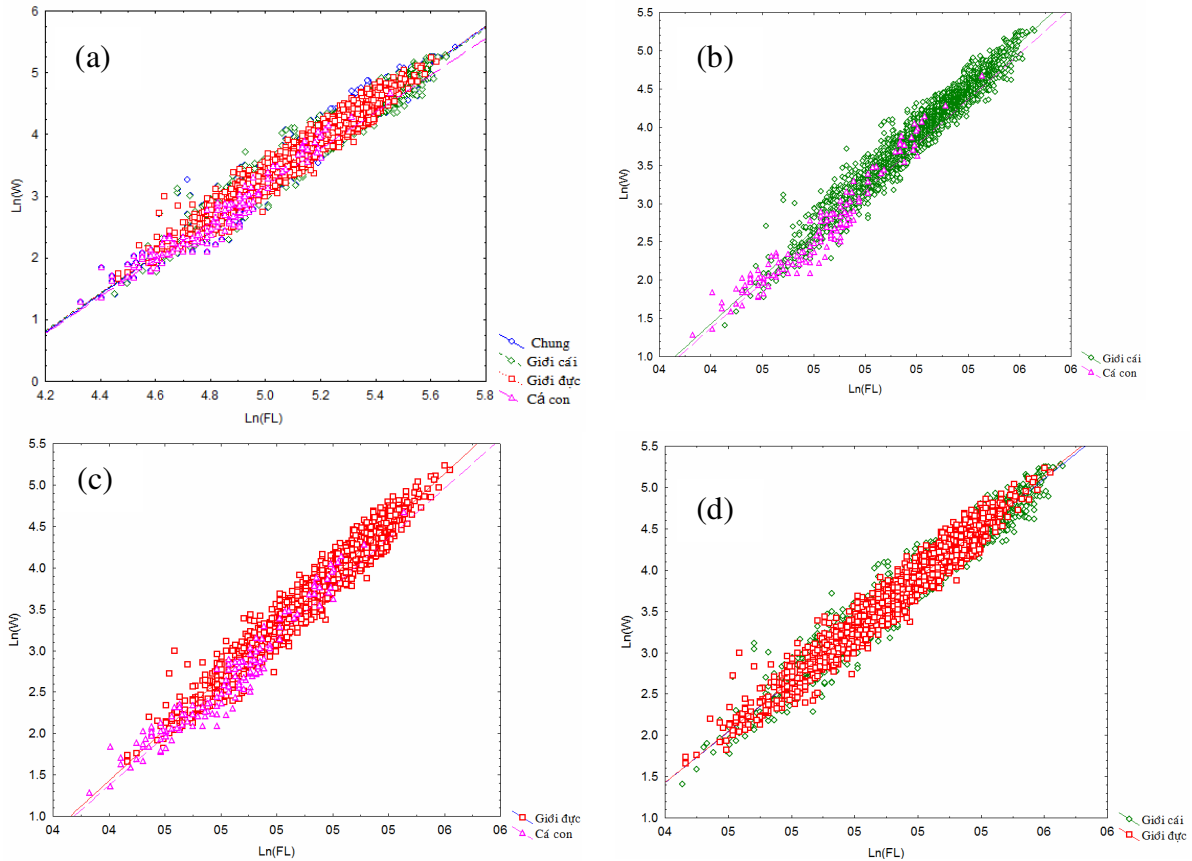 (a)
6
5
4
3
2
1
0
Ln(W)
4.2 4.4 4.6 4.8 5.0 5.2 5.4 5.6 5.8
Ln(FL)
Chung
Giới cái
Giới đực
Cá con
(b)
5.5
5.0
4.5
4.0
3.5
3.0
2.5
2.0
1.5
1.0
Ln(W)
04 04 05 05 05 05 05 06 06
Ln(FL)
Giới cái
Cá con
(c)
5.5
5.0
4.5
4.0
3.5
3.0
2.5
2.0
1.5
1.0
Ln(W)
04 04 05 05 05 05 05 06 06
Ln(FL)
Giới đực
Cá con
(d)
5.5
5.0
4.5
4.0
3.5
3.0
2.5
2.0
1.5
1.0
Ln(W)
04 05 05 05 05 05 06 06
Ln(FL)
Giới cái
Giới đực